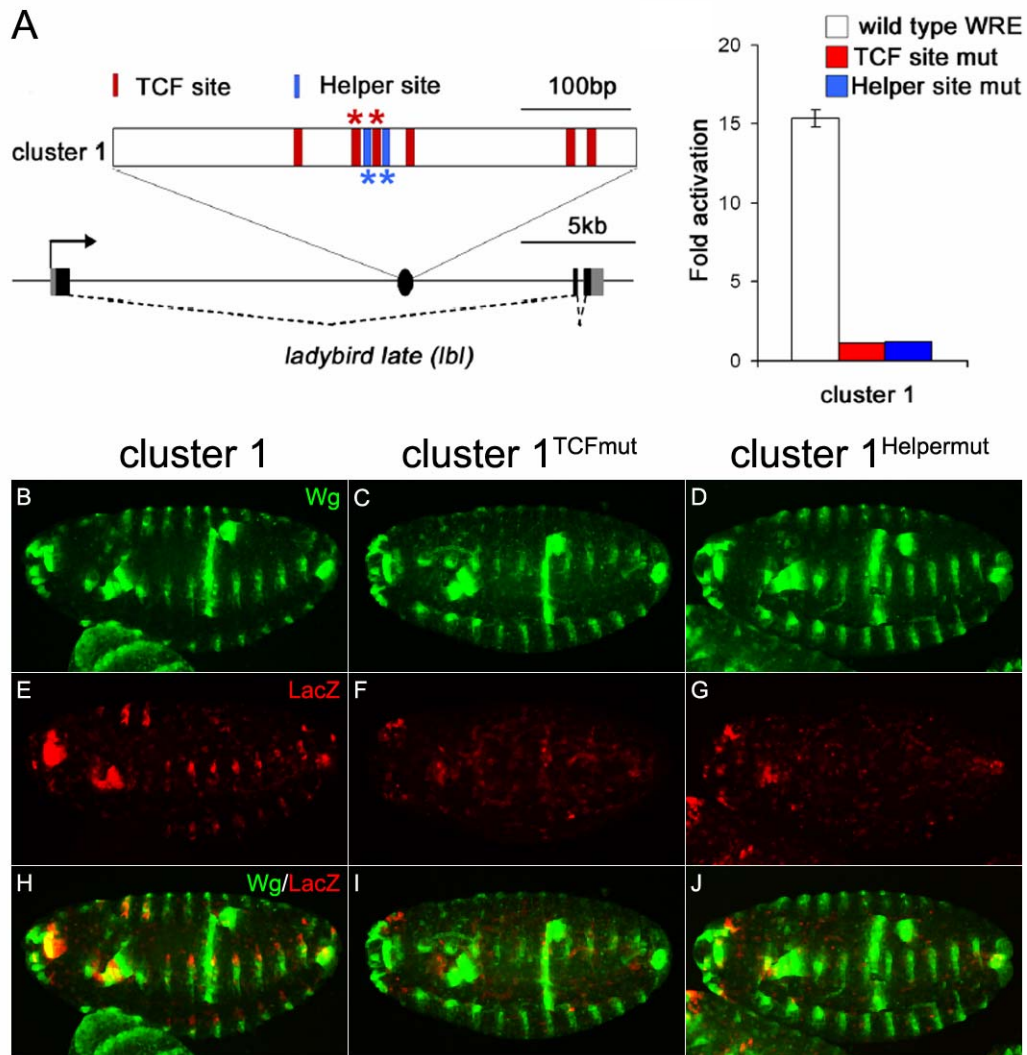 A
TCF site
Helper site
100bp
* *
cluster 1
* *
5kb
ladybird late (lbl)
wild type WRE
TCF site mut
Helper site mut
Fold activation
20
15
10
5
0
cluster 1
cluster 1
cluster 1TCFmut
cluster 1Helpermut
B
Wg
C
D
E
LacZ
F
G
H
Wg/LacZ
I
J